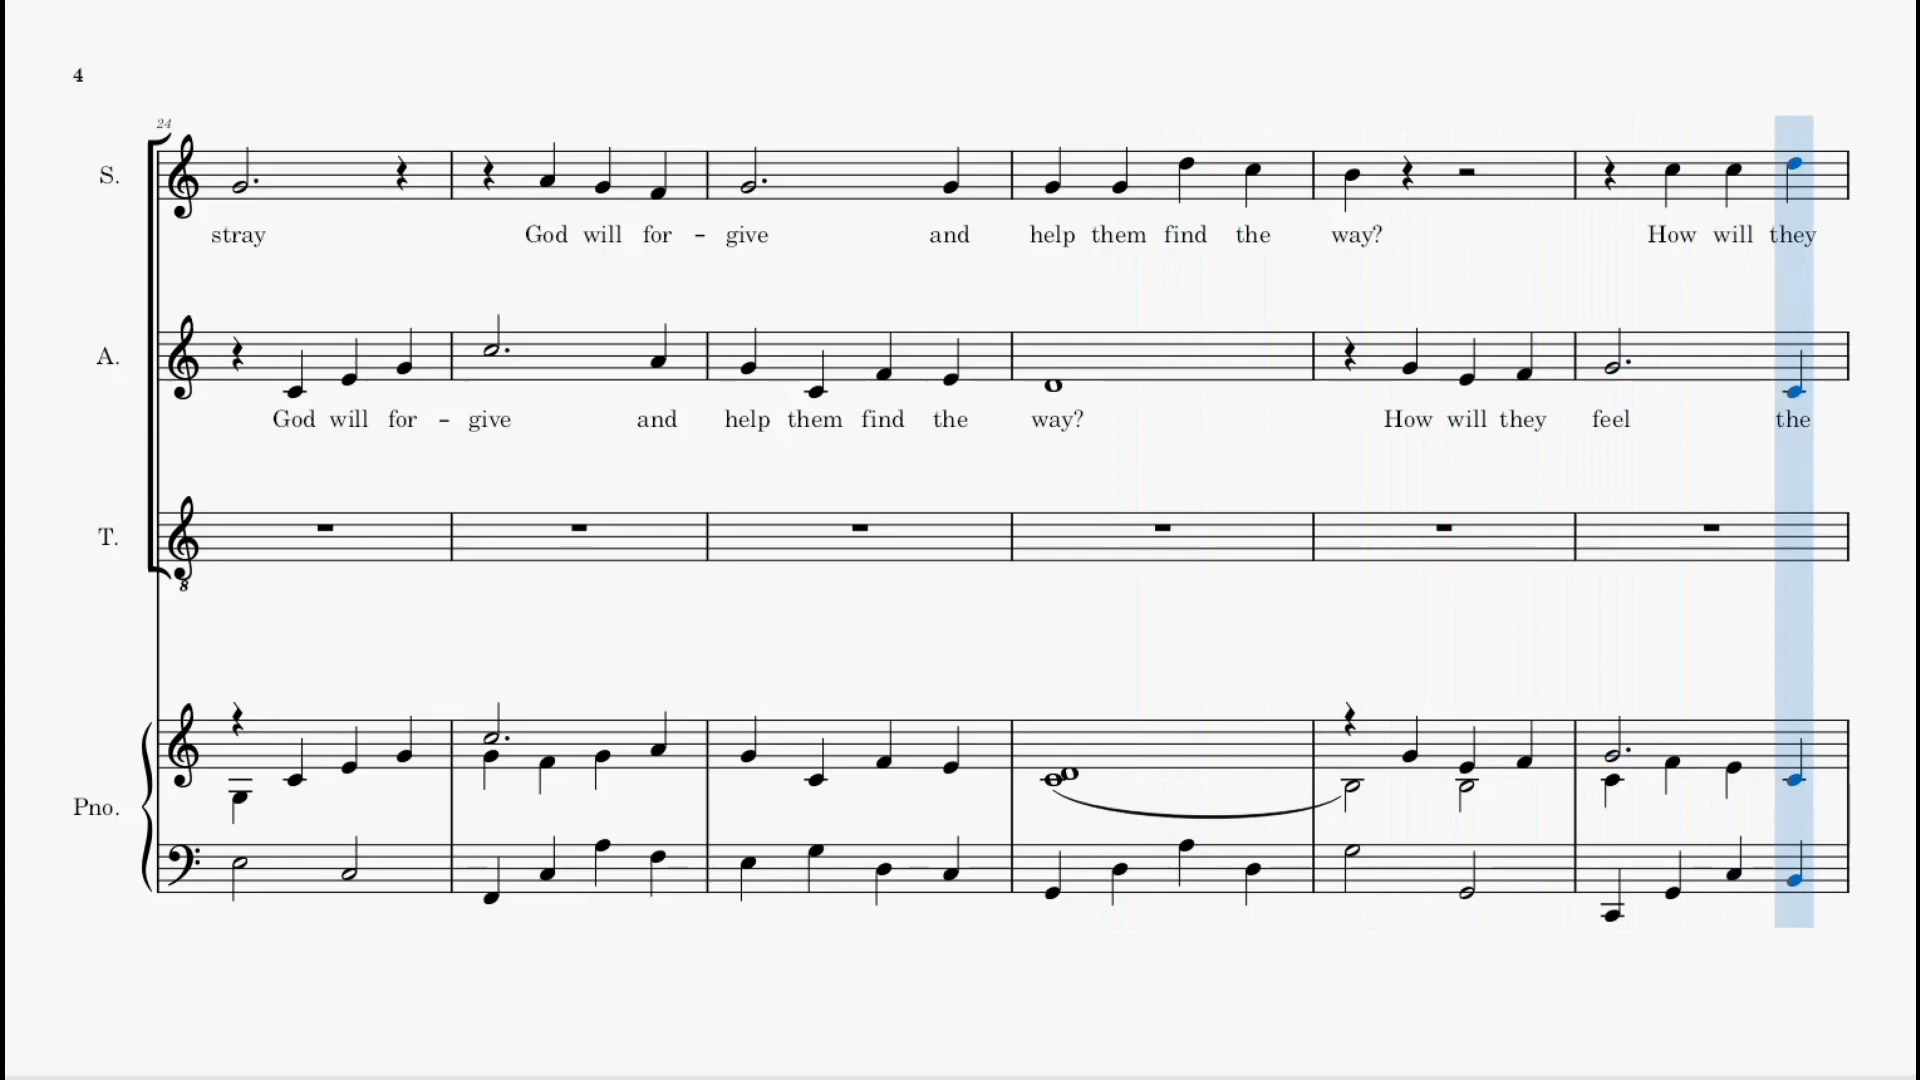 4
24
S.
stray God will for - give and help them find the way? How will they
A.
God will for - give and help them find the way? How will they feel the
T.
8
Pno.